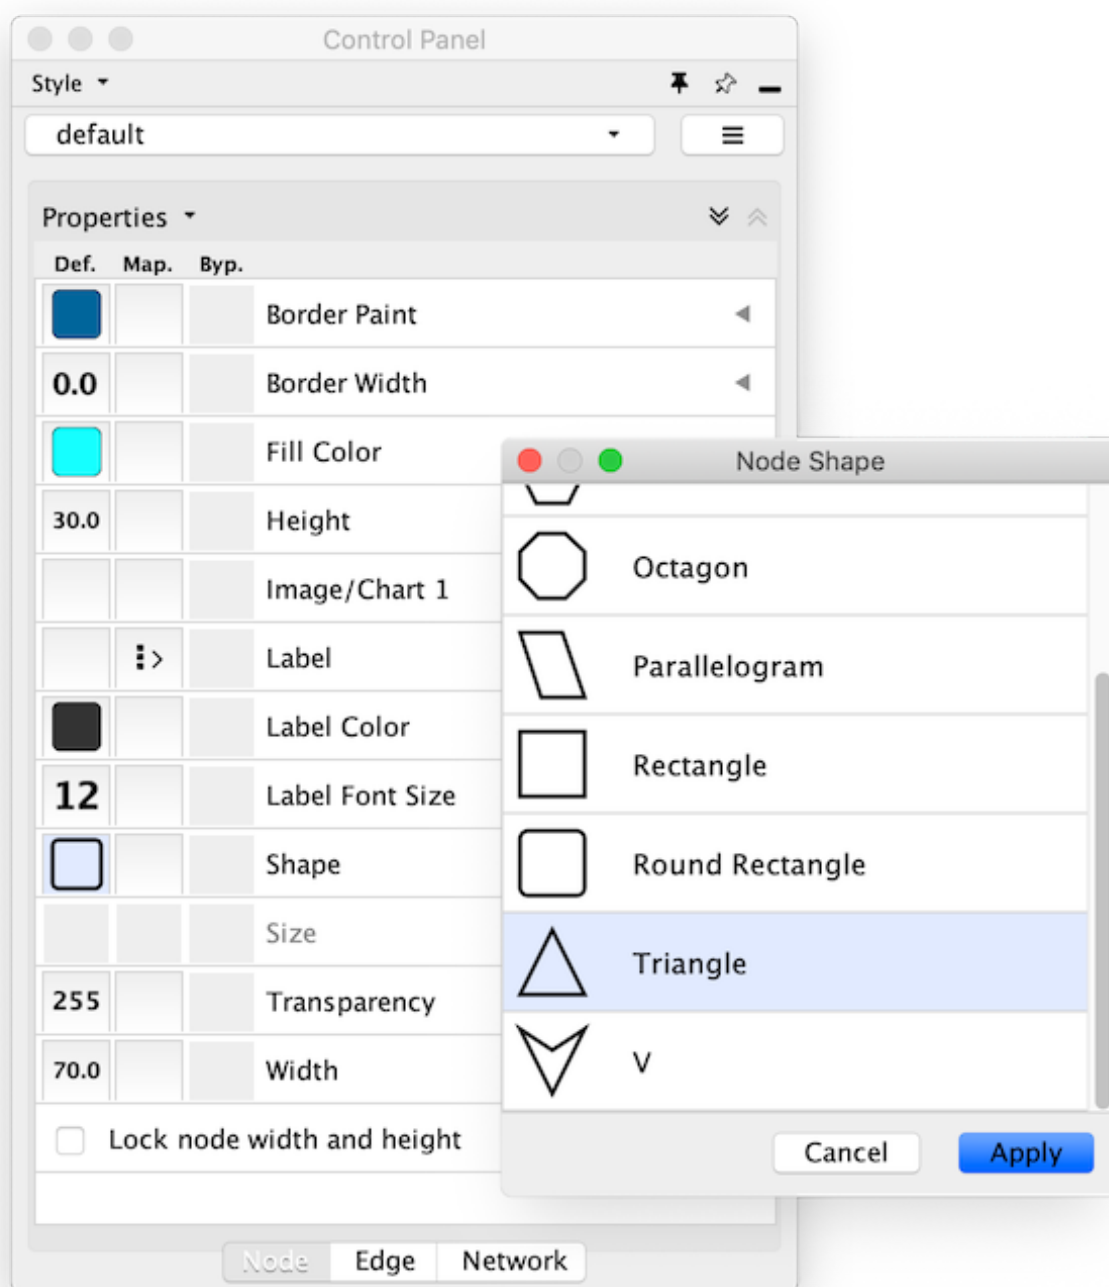 Control Panel
Style
default
Properties
Def. Map. Byp.
Border Paint
0.0 Border Width
Fill Color
30.0 Height
Image/Chart 1
Label
Label Color
12 Label Font Size
Shape
Size
255 Transparency
70.0 Width
Lock node width and height
Node Edge Network
Node Shape
Octagon
Parallelogram
Rectangle
Round Rectangle
Triangle
V
Cancel Apply